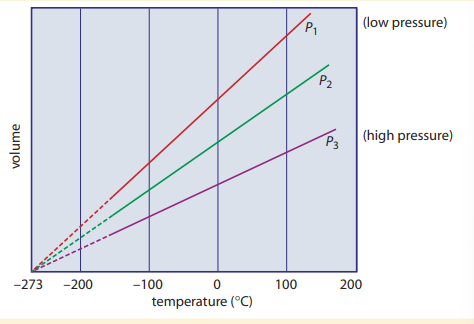 P1
(low pressure)
P2
P3
(high pressure)
volume
–273 –200 –100 0 100 200
temperature (°C)